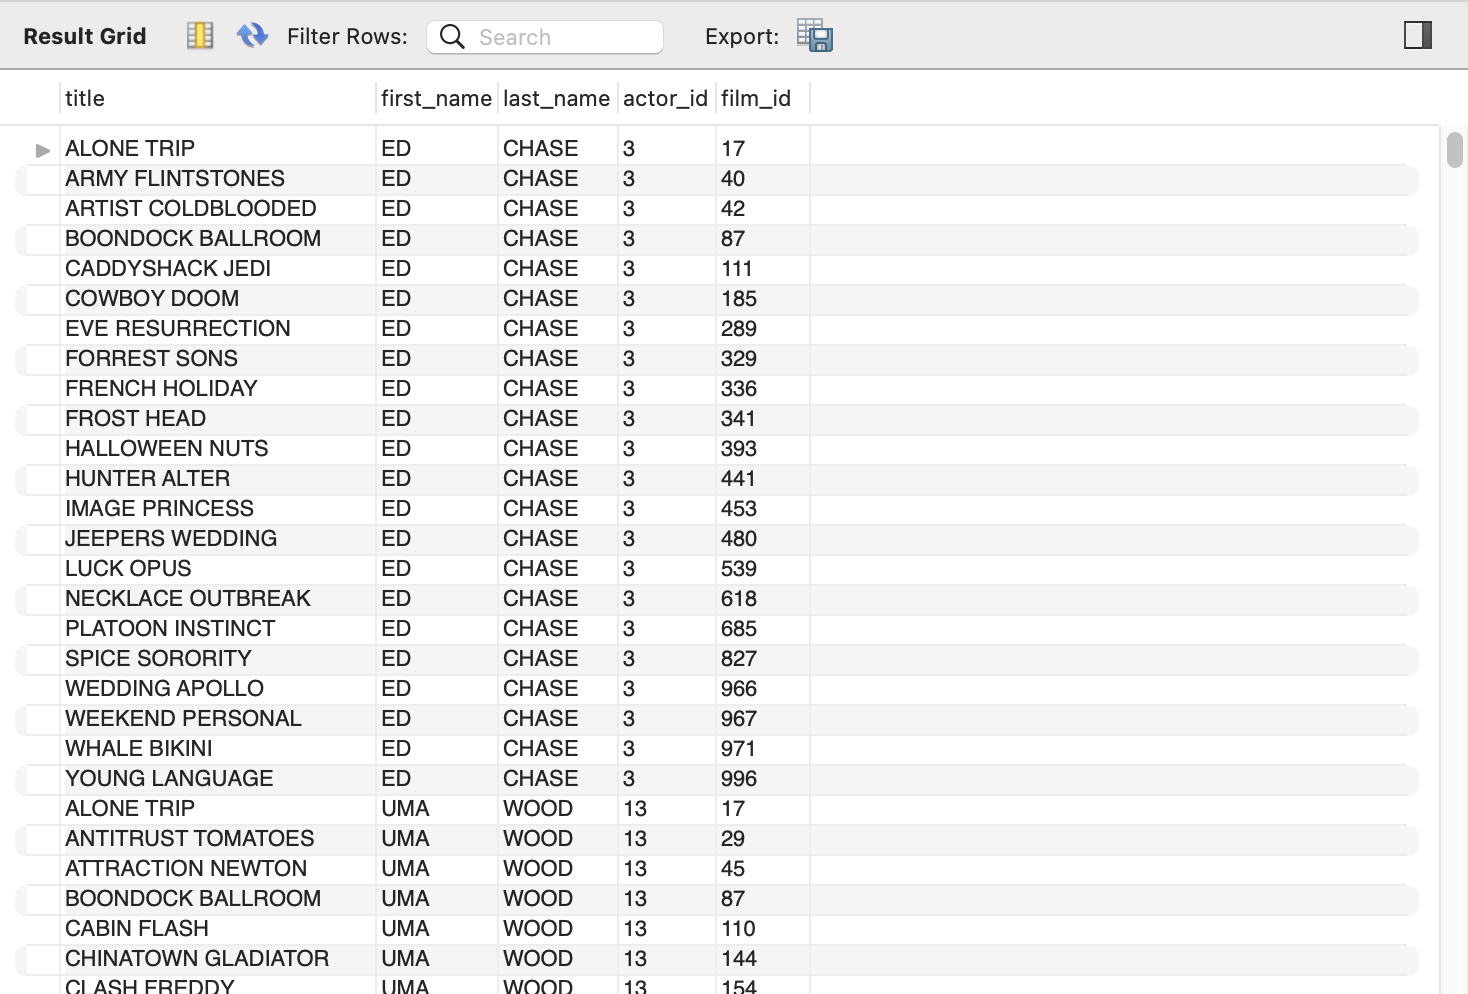 Result Grid Filter Rows: Search Export:
title first_name last_name actor_id film_id
ALONE TRIP ED CHASE 3 17
ARMY FLINTSTONES ED CHASE 3 40
ARTIST COLDBLOODED ED CHASE 3 42
BOONDOCK BALLROOM ED CHASE 3 87
CADDYSHACK JEDI ED CHASE 3 111
COWBOY DOOM ED CHASE 3 185
EVE RESURRECTION ED CHASE 3 289
FORREST SONS ED CHASE 3 329
FRENCH HOLIDAY ED CHASE 3 336
FROST HEAD ED CHASE 3 341
HALLOWEEN NUTS ED CHASE 3 393
HUNTER ALTER ED CHASE 3 441
IMAGE PRINCESS ED CHASE 3 453
JEEPERS WEDDING ED CHASE 3 480
LUCK OPUS ED CHASE 3 539
NECKLACE OUTBREAK ED CHASE 3 618
PLATOON INSTINCT ED CHASE 3 685
SPICE SORORITY ED CHASE 3 827
WEDDING APOLLO ED CHASE 3 966
WEEKEND PERSONAL ED CHASE 3 967
WHALE BIKINI ED CHASE 3 971
YOUNG LANGUAGE ED CHASE 3 996
ALONE TRIP UMA WOOD 13 17
ANTITRUST TOMATOES UMA WOOD 13 29
ATTRACTION NEWTON UMA WOOD 13 45
BOONDOCK BALLROOM UMA WOOD 13 87
CABIN FLASH UMA WOOD 13 110
CHINATOWN GLADIATOR UMA WOOD 13 144
CLASH FREDDY UMA WOOD 13 154